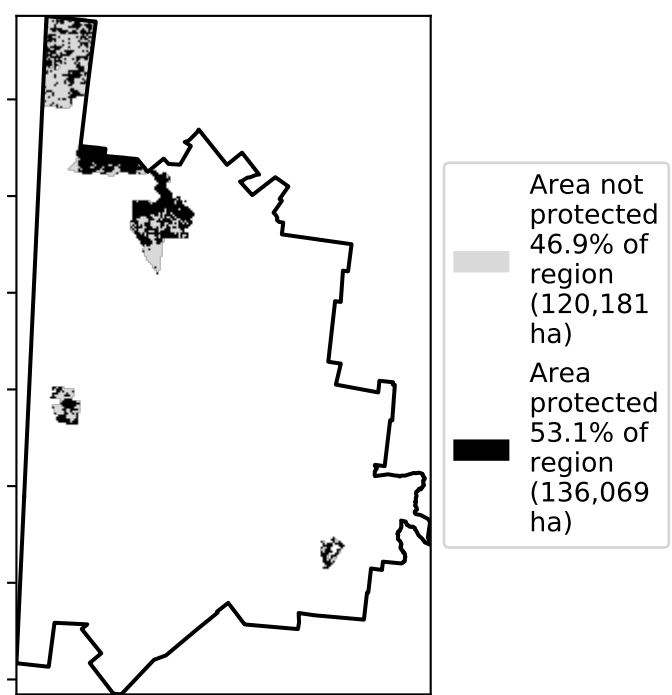 Area not
protected
46.9% of
region
(120,181
ha)
Area
protected
53.1% of
region
(136,069
ha)